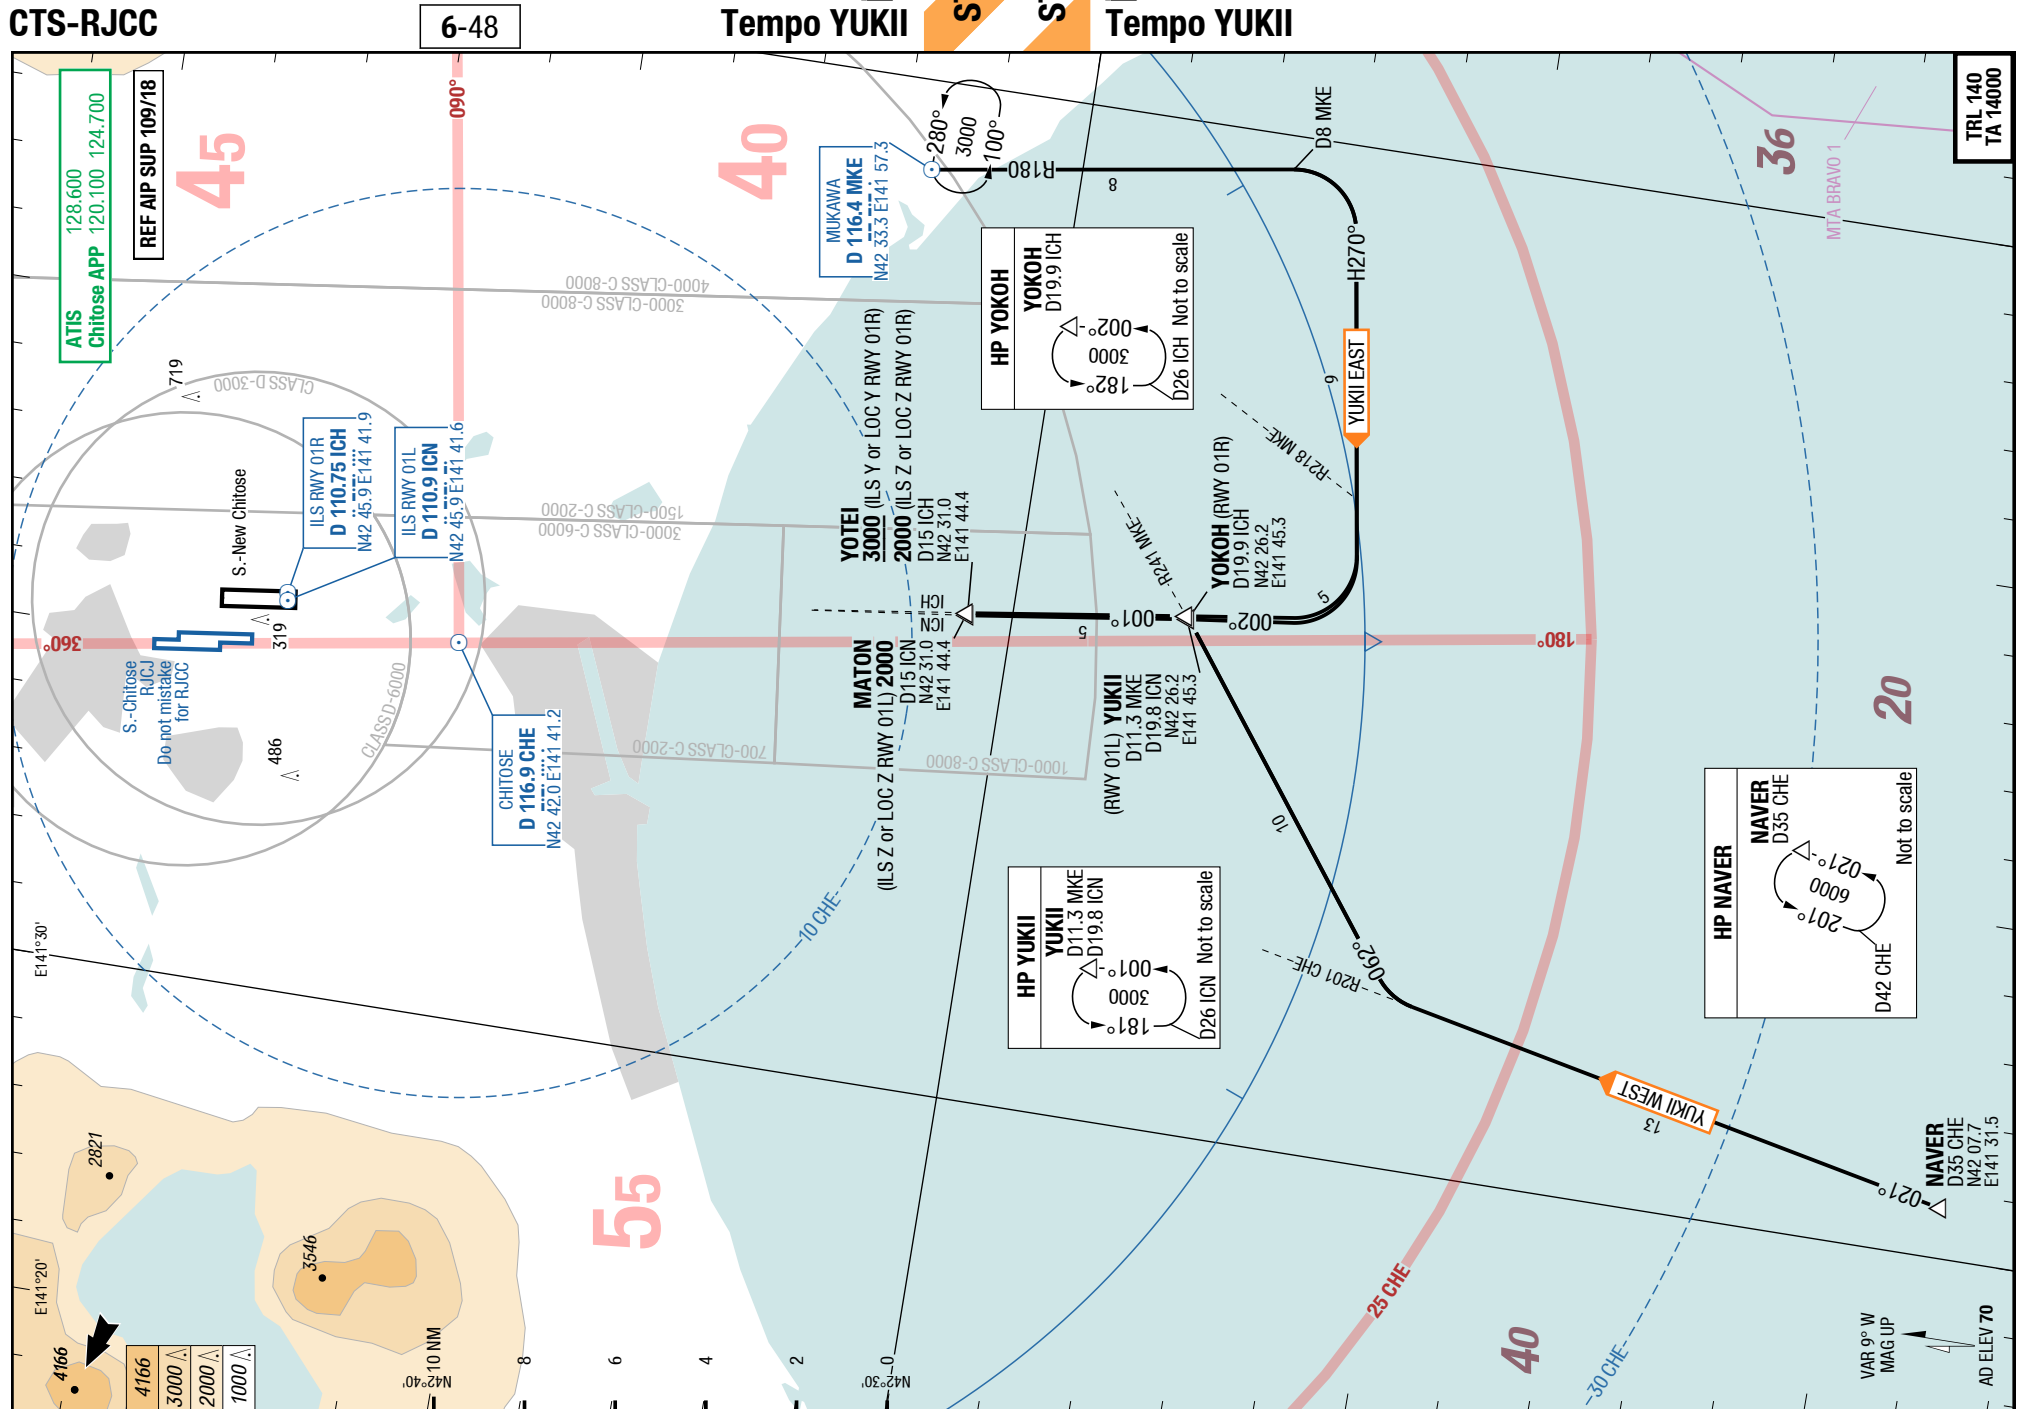 CTS-RJCC
6-48
Tempo YUKII
ST
ST
Tempo YUKII
ATIS 128.600
Chitose APP 120.100 124.700
REF AIP SUP 109/18
TRL 140
TA 14000
45
40
36
20
40
55
090°
360°
180°
MUKAWA
D 116.4 MKE
N42 33.3 E141 57.3
280°
3000
100°
R180
8
D8 MKE
H270°
YUKII EAST
9
R218 MKE
R241 MKE
5
MTA BRAVO 1
4000-CLASS C-8000
3000-CLASS C-8000
CLASS D-3000
719
ILS RWY 01R
D 110.75 ICH
N42 45.9 E141 41.9
ILS RWY 01L
D 110.9 ICN
N42 45.9 E141 41.6
S.-New Chitose
319
486
S.-Chitose
RJCJ
Do not mistake
for RJCC
CLASS D-6000
CHITOSE
D 116.9 CHE
N42 42.0 E141 41.2
1500-CLASS C-2000
3000-CLASS C-6000
700-CLASS C-2000
1000-CLASS C-8000
YOTEI
3000 (ILS Y or LOC Y RWY 01R)
2000 (ILS Z or LOC Z RWY 01R)
D15 ICH
N42 31.0
E141 44.4
ICH
ICN
MATON
(ILS Z or LOC Z RWY 01L) 2000
D15 ICN
N42 31.0
E141 44.4
5
001°
002°
HP YOKOH
YOKOH
D19.9 ICH
002°
3000
182°
D26 ICH Not to scale
YOKOH (RWY 01R)
D19.9 ICH
N42 26.2
E141 45.3
(RWY 01L) YUKII
D11.3 MKE
D19.8 ICN
N42 26.2
E141 45.3
HP YUKII
YUKII
D11.3 MKE
D19.8 ICN
001°
3000
181°
D26 ICN Not to scale
10
062°
R201 CHE
YUKII WEST
13
021°
NAVER
D35 CHE
N42 07.7
E141 31.5
HP NAVER
NAVER
D35 CHE
021°
6000
201°
D42 CHE
Not to scale
10 CHE
25 CHE
30 CHE
E141°30'
E141°20'
2821
3546
4166
4166
3000
2000
1000
N42°40'
10 NM
8
6
4
2
0
N42°30'
VAR 9° W
MAG UP
AD ELEV 70